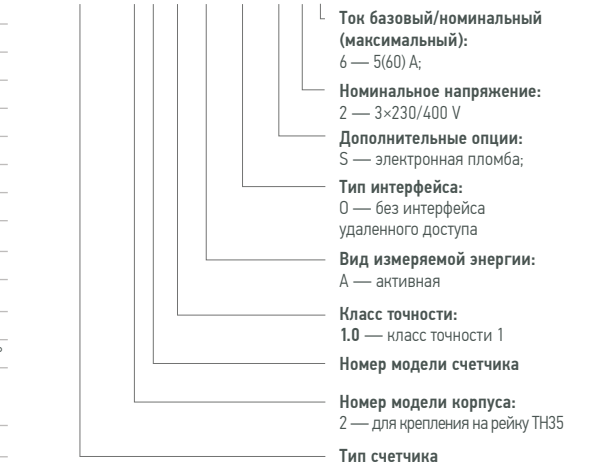 Ток базовый/номинальный
(максимальный):
6 — 5(60) А;
Номинальное напряжение:
2 — 3×230/400 V
Дополнительные опции:
S — электронная пломба;
Тип интерфейса:
O — без интерфейса
удаленного доступа
Вид измеряемой энергии:
А — активная
Класс точности:
1.0 — класс точности 1
Номер модели счетчика
Номер модели корпуса:
2 — для крепления на рейку TH35
Тип счетчика